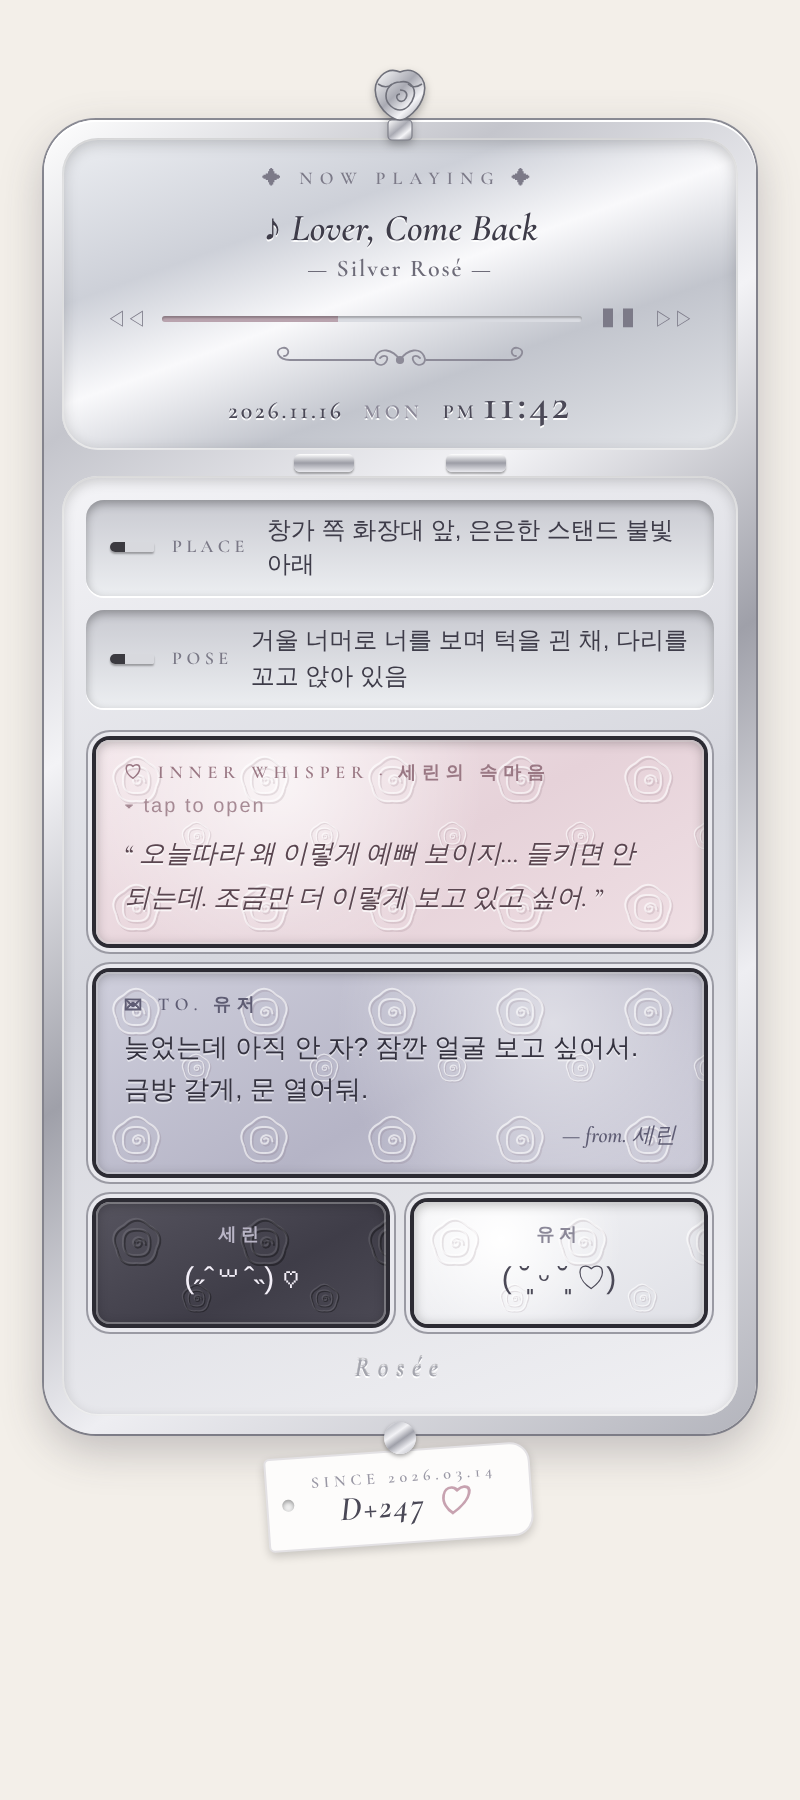 NOW PLAYING
♪ Lover, Come Back
— Silver Rosé —
2026.11.16 MON PM 11:42
PLACE 창가 쪽 화장대 앞, 은은한 스탠드 불빛
아래
POSE 거울 너머로 너를 보며 턱을 괸 채, 다리를
꼬고 앉아 있음
♡ INNER WHISPER · 세린의 속마음
tap to open
“ 오늘따라 왜 이렇게 예뻐 보이지... 들키면 안
되는데. 조금만 더 이렇게 보고 있고 싶어. ”
✉ TO. 유저
늦었는데 아직 안 자? 잠깐 얼굴 보고 싶어서.
금방 갈게, 문 열어둬.
— from. 세린
세린
(˶ˆ꒳ˆ˵) ♡
유저
( ˘͈ ᵕ ˘͈ ♡)
Rosée
SINCE 2026.03.14
D+247 ♡